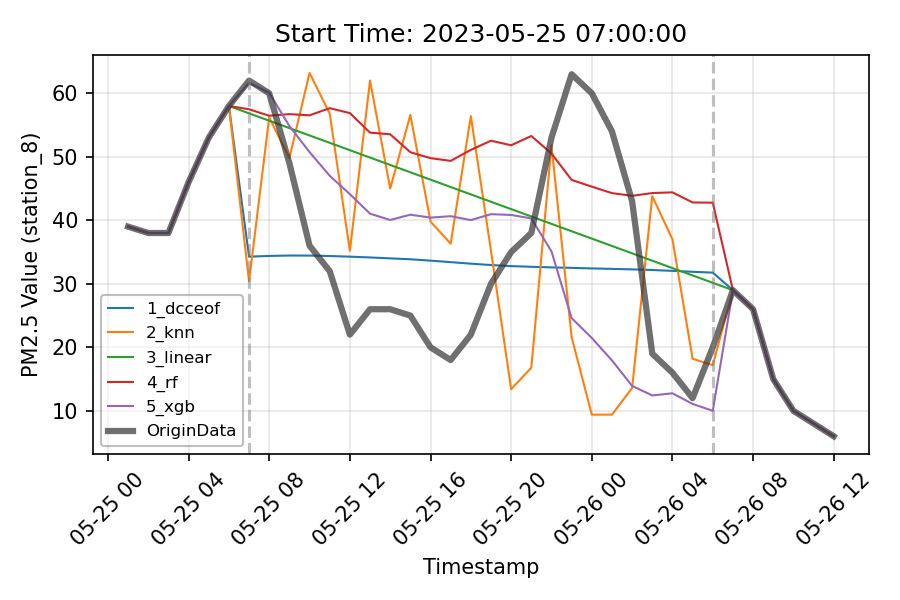 Start Time: 2023-05-25 07:00:00
PM2.5 Value (station_8)
60
50
40
30
20
10
1_dcceof
2_knn
3_linear
4_rf
5_xgb
OriginData
05-25 00
05-25 04
05-25 08
05-25 12
05-25 16
05-25 20
05-26 00
05-26 04
05-26 08
05-26 12
Timestamp